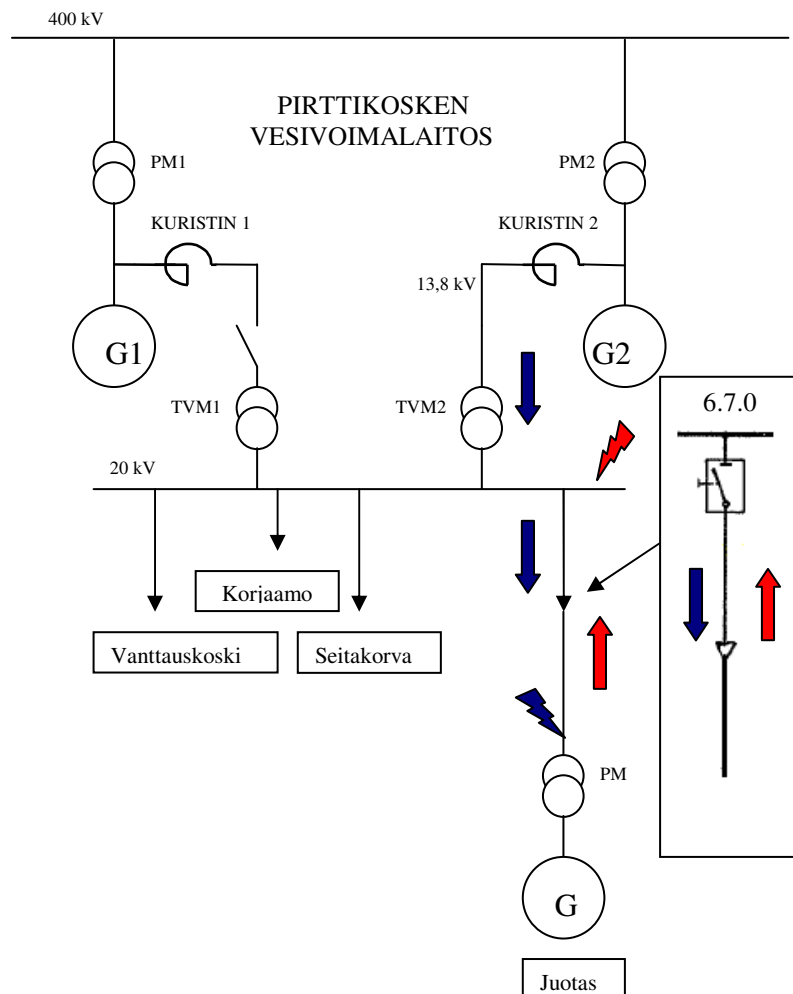 400 kV
PIRTTIKOSKEN
VESIVOIMALAITOS
PM1
PM2
KURISTIN 1
KURISTIN 2
13,8 kV
G1
G2
TVM1
TVM2
6.7.0
20 kV
Korjaamo
Vanttauskoski
Seitakorva
PM
G
Juotas